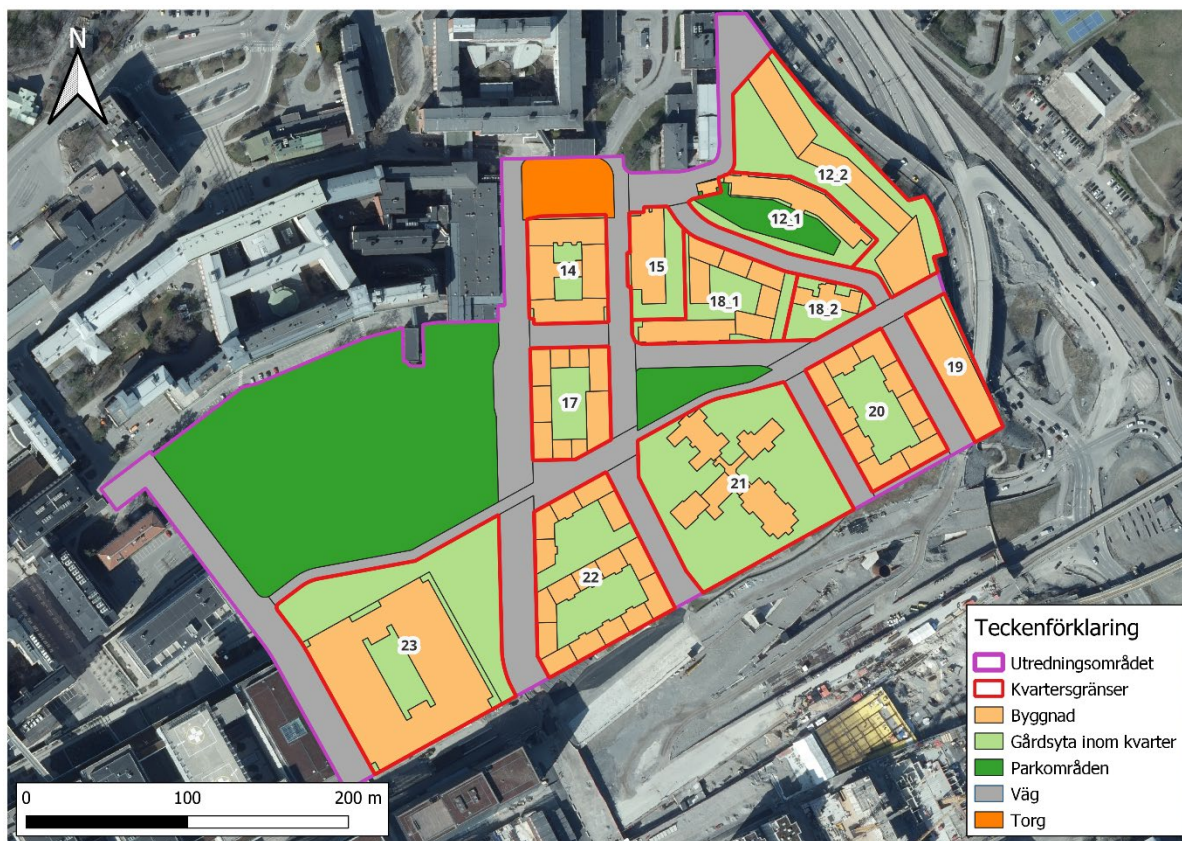 N
12_2
12_1
14
15
18_1
18_2
19
17
20
21
22
23
Teckenförklaring
Utredningsområdet
Kvartersgränser
Byggnad
Gårdsyta inom kvarter
Parkområden
Väg
Torg
0 100 200 m